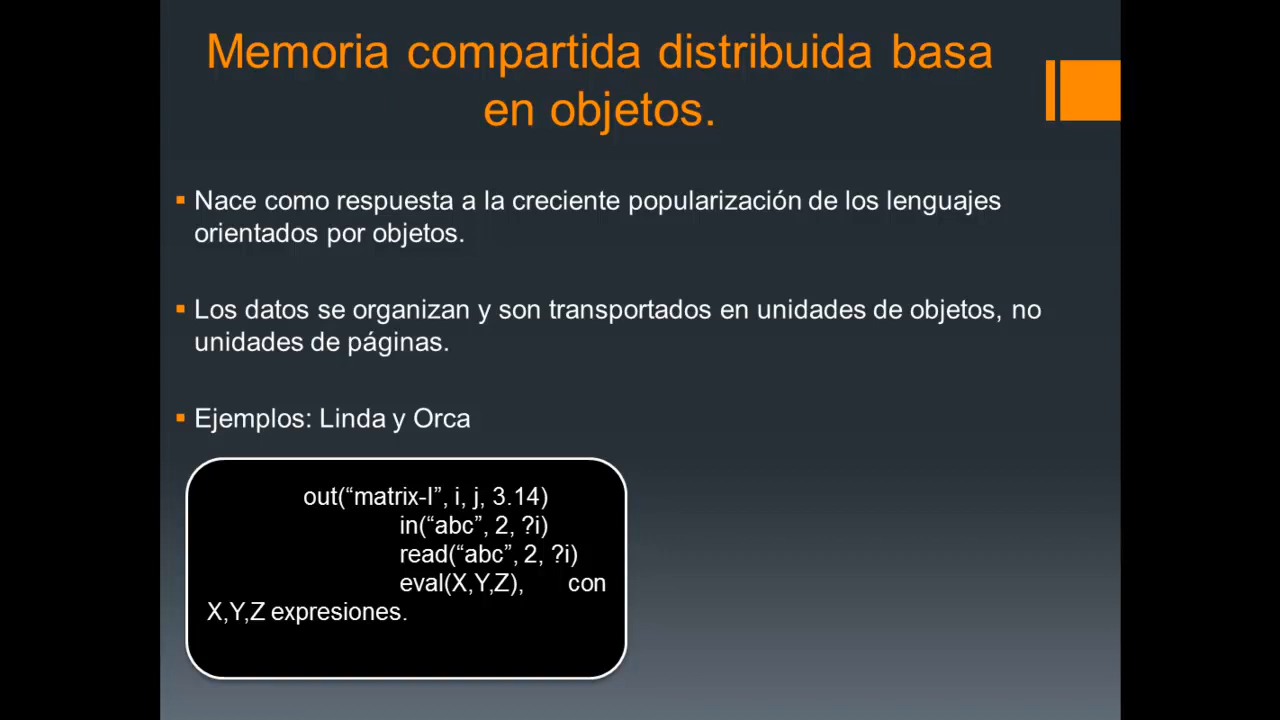 Memoria compartida distribuida basa
en objetos.
▪ Nace como respuesta a la creciente popularización de los lenguajes
orientados por objetos.
▪ Los datos se organizan y son transportados en unidades de objetos, no
unidades de páginas.
▪ Ejemplos: Linda y Orca
out(“matrix-I”, i, j, 3.14)
in(“abc”, 2, ?i)
read(“abc”, 2, ?i)
eval(X,Y,Z), con
X,Y,Z expresiones.